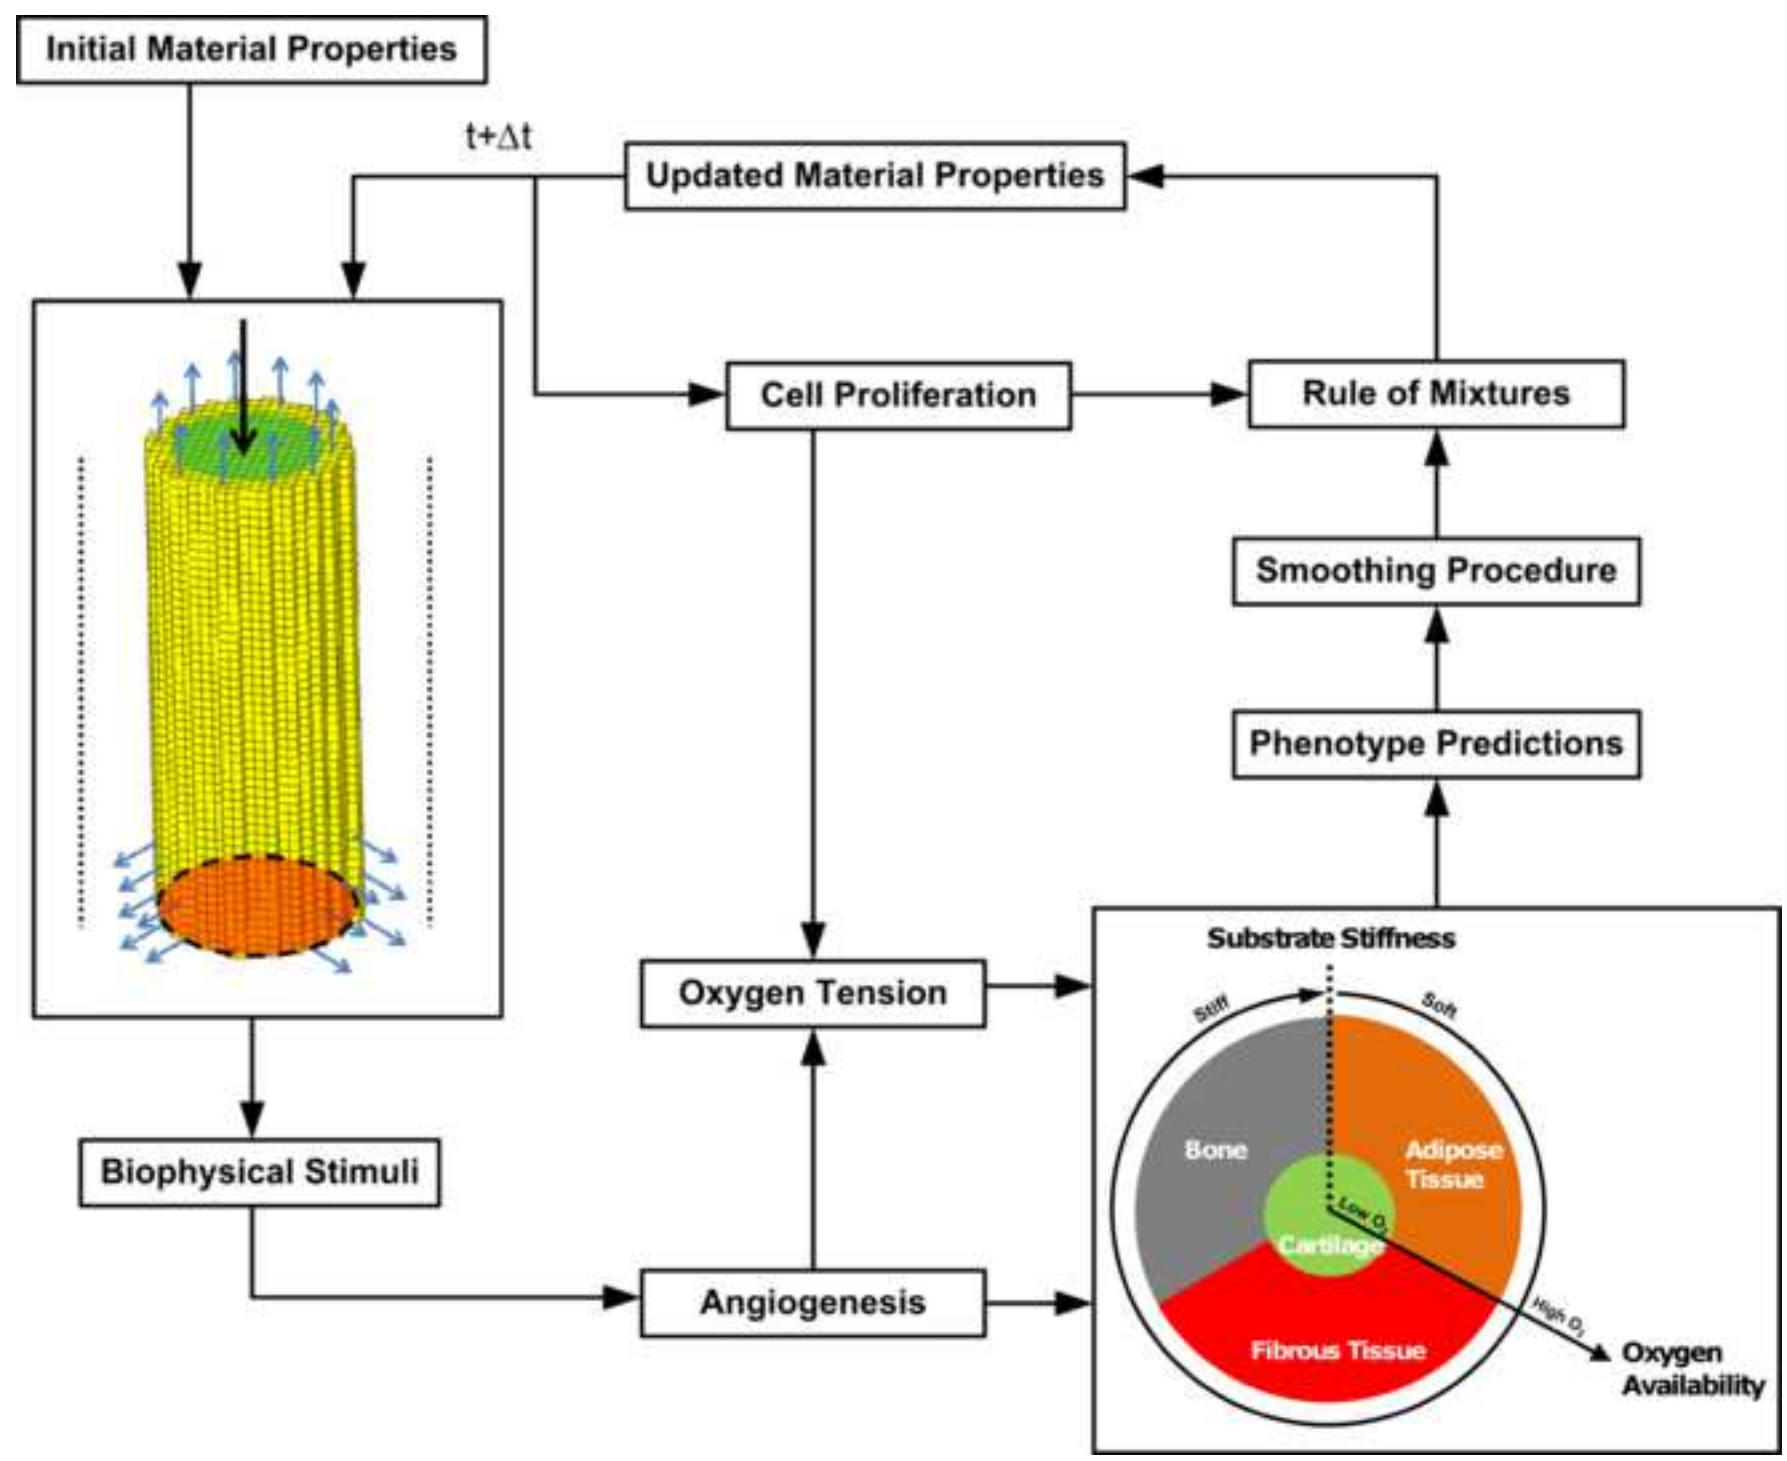 Initial Material Properties
t+Δt
Updated Material Properties
Cell Proliferation
Rule of Mixtures
Smoothing Procedure
Phenotype Predictions
Substrate Stiffness
Oxygen Tension
Stiff
Soft
Bone
Adipose
Tissue
Biophysical Stimuli
Low O2
Cartilage
Angiogenesis
High O2
Fibrous Tissue
Oxygen
Availability